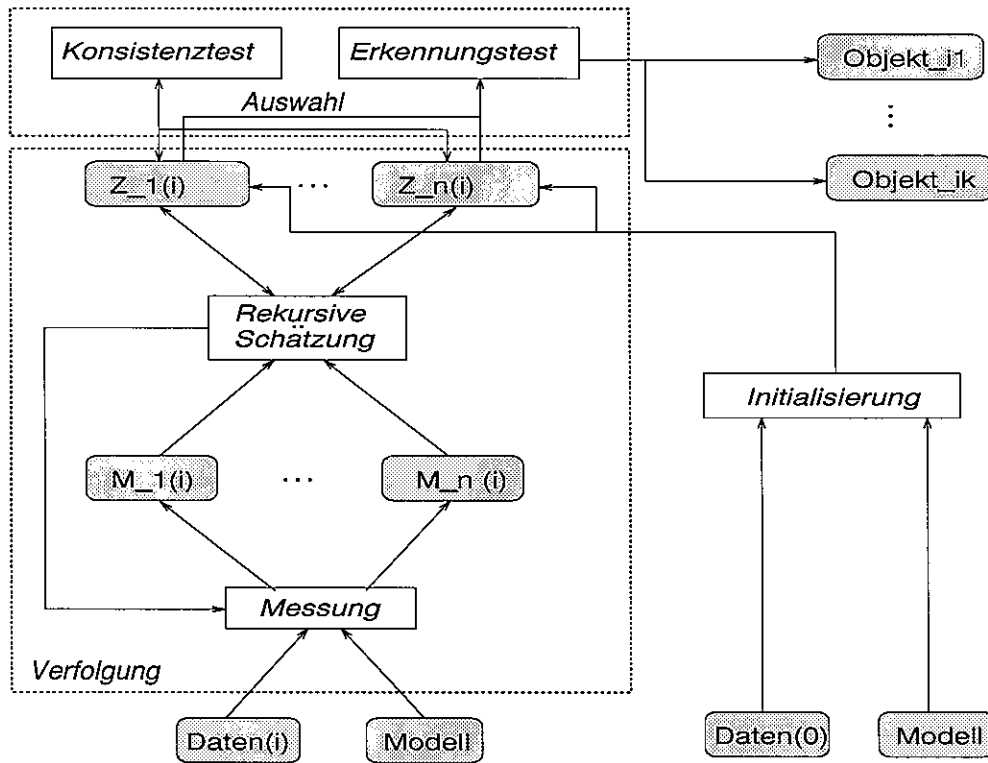 Konsistenztest
Erkennungstest
Objekt_i1
Auswahl
...
Z_1(i)
...
Z_n(i)
Objekt_ik
Rekursive
Schätzung
Initialisierung
M_1(i)
...
M_n (i)
Messung
Verfolgung
Daten(i)
Modell
Daten(0)
Modell